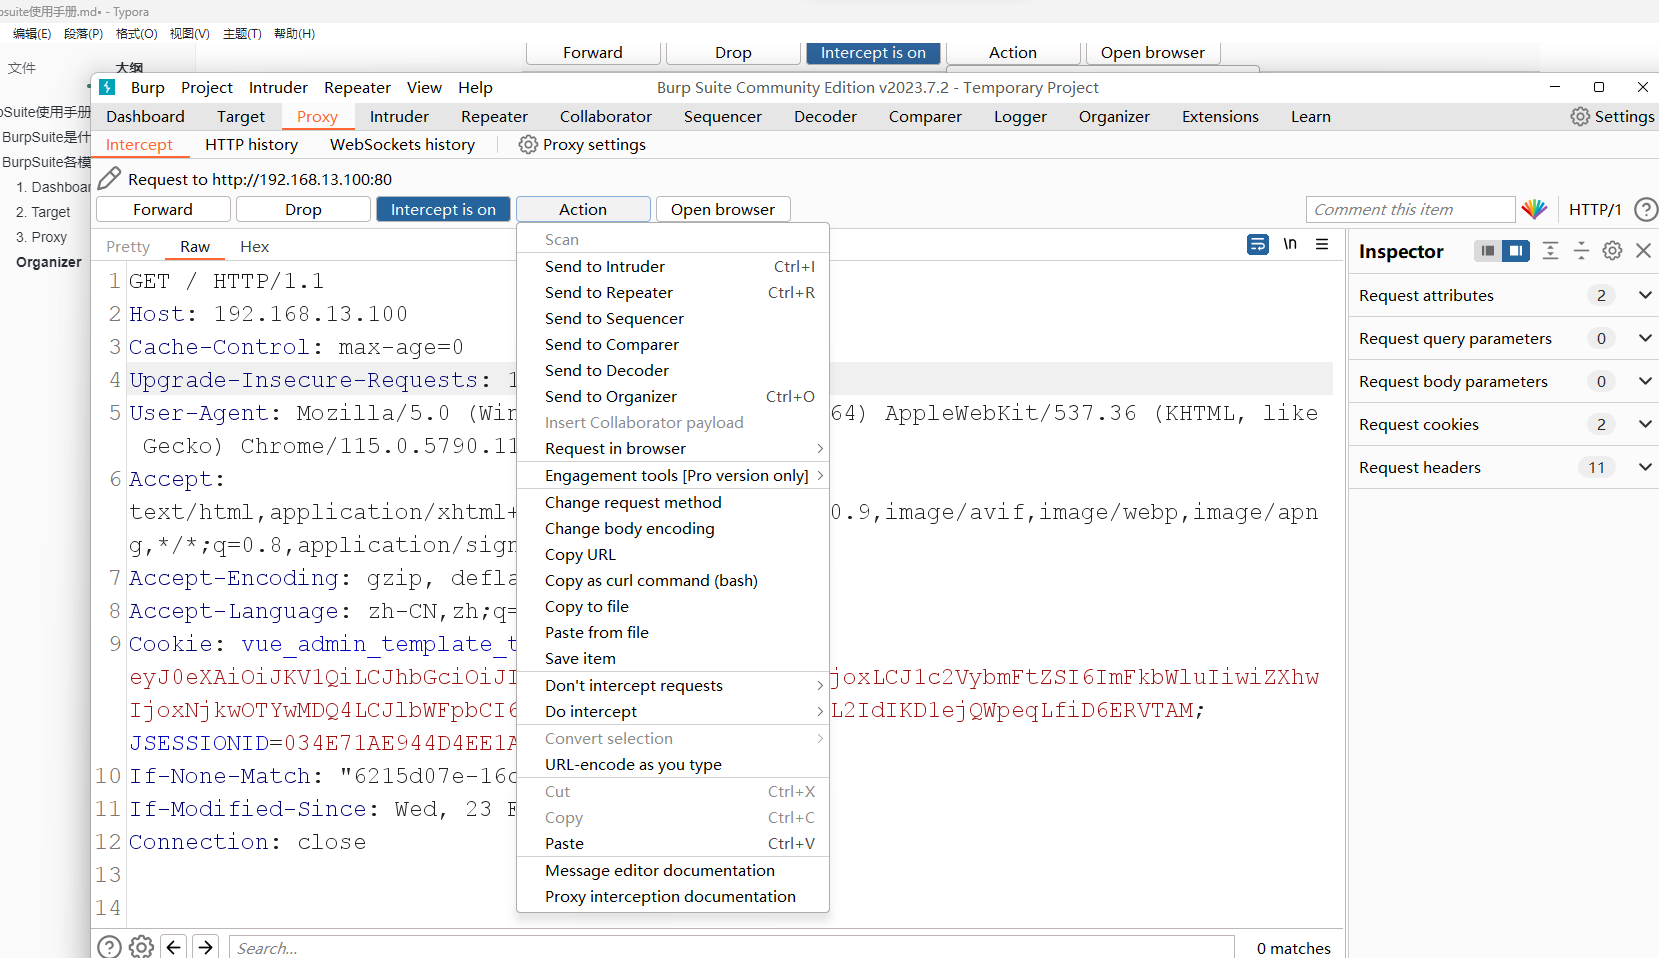 psuite使用手册.md• - Typora
编辑(E) 段落(P) 格式(O) 视图(V) 主题(T) 帮助(H)
文件 大纲
Forward Drop Intercept is on Action Open browser
pSuite使用手册
BurpSuite是什
BurpSuite各模
1. Dashboar
2. Target
3. Proxy
Organizer
Burp Project Intruder Repeater View Help
Burp Suite Community Edition v2023.7.2 - Temporary Project
Dashboard Target Proxy Intruder Repeater Collaborator Sequencer Decoder Comparer Logger Organizer Extensions Learn
Settings
Intercept HTTP history WebSockets history Proxy settings
Request to http://192.168.13.100:80
Forward Drop Intercept is on Action Open browser
Comment this item HTTP/1
Pretty Raw Hex
\n
1 GET / HTTP/1.1
2 Host: 192.168.13.100
3 Cache-Control: max-age=0
4 Upgrade-Insecure-Requests: 1
5 User-Agent: Mozilla/5.0 (Win 64) AppleWebKit/537.36 (KHTML, like
Gecko) Chrome/115.0.5790.11
6 Accept:
text/html,application/xhtml+ 0.9,image/avif,image/webp,image/apn
g,*/*;q=0.8,application/sign
7 Accept-Encoding: gzip, defla
8 Accept-Language: zh-CN,zh;q=
9 Cookie: vue_admin_template_t
eyJ0eXAiOiJKV1QiLCJhbGciOiJI joxLCJ1c2VybmFtZSI6ImFkbWluIiwiZXhw
IjoxNjkwOTYwMDQ4LCJlbWFpbCI6 L2IdIKD1ejQWpeqLfiD6ERVTAM;
JSESSIONID=034E71AE944D4EE1A
10 If-None-Match: "6215d07e-16c
11 If-Modified-Since: Wed, 23 F
12 Connection: close
13
14
Scan
Send to Intruder Ctrl+I
Send to Repeater Ctrl+R
Send to Sequencer
Send to Comparer
Send to Decoder
Send to Organizer Ctrl+O
Insert Collaborator payload
Request in browser
Engagement tools [Pro version only]
Change request method
Change body encoding
Copy URL
Copy as curl command (bash)
Copy to file
Paste from file
Save item
Don't intercept requests
Do intercept
Convert selection
URL-encode as you type
Cut Ctrl+X
Copy Ctrl+C
Paste Ctrl+V
Message editor documentation
Proxy interception documentation
Inspector
Request attributes 2
Request query parameters 0
Request body parameters 0
Request cookies 2
Request headers 11
Search...
0 matches